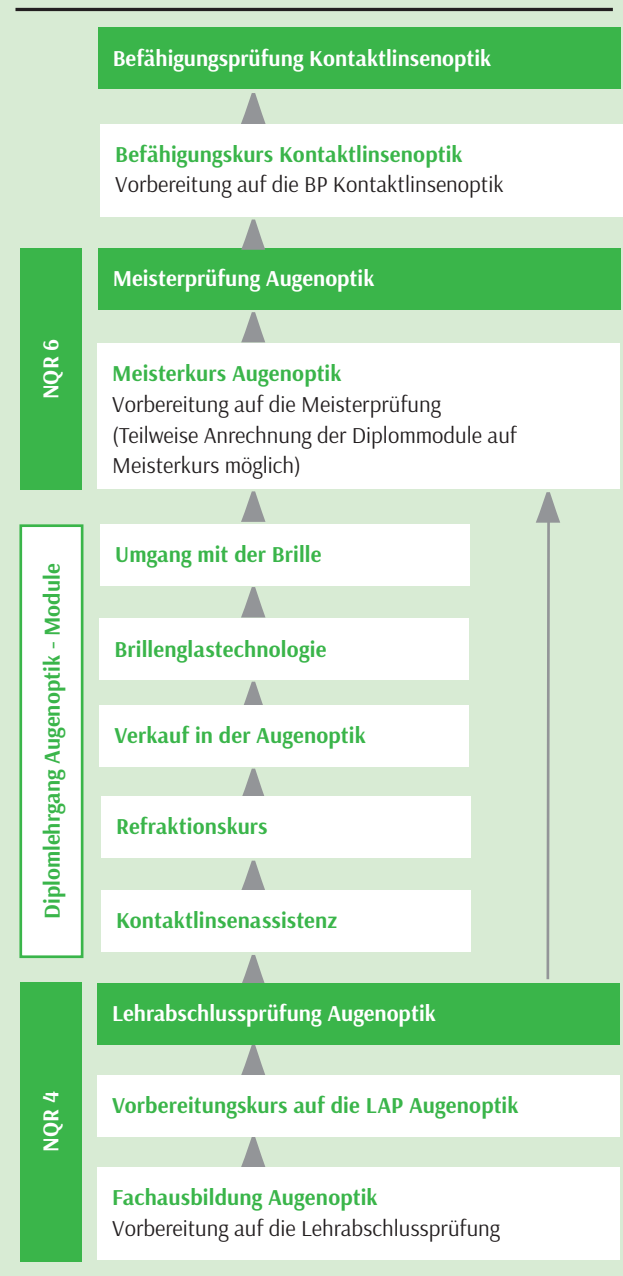 Befähigungsprüfung Kontaktlinsenoptik
Befähigungskurs Kontaktlinsenoptik
Vorbereitung auf die BP Kontaktlinsenoptik
NQR 6
Meisterprüfung Augenoptik
Meisterkurs Augenoptik
Vorbereitung auf die Meisterprüfung
(Teilweise Anrechnung der Diplommodule auf
Meisterkurs möglich)
Diplomlehrgang Augenoptik - Module
Umgang mit der Brille
Brillenglastechnologie
Verkauf in der Augenoptik
Refraktionskurs
Kontaktlinsenassistenz
NQR 4
Lehrabschlussprüfung Augenoptik
Vorbereitungskurs auf die LAP Augenoptik
Fachausbildung Augenoptik
Vorbereitung auf die Lehrabschlussprüfung